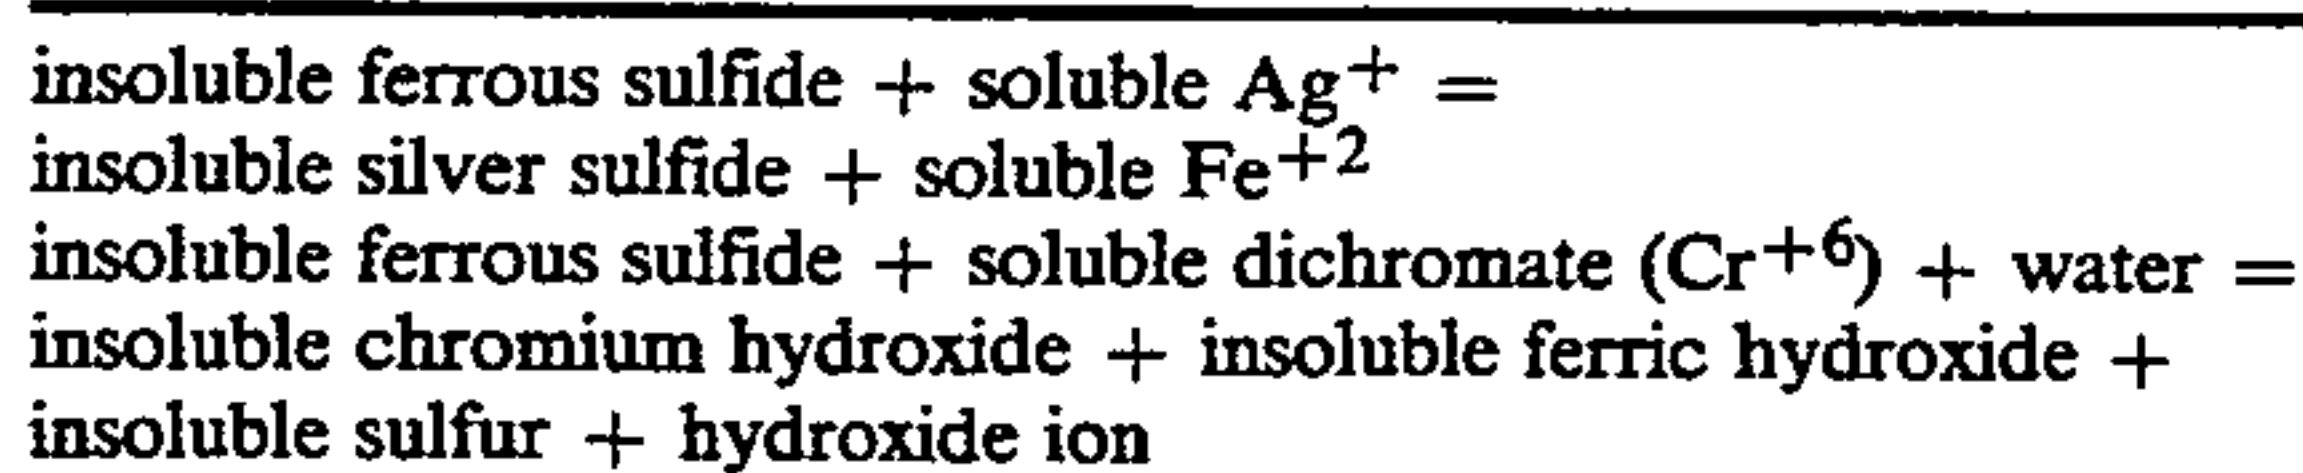 insoluble ferrous sulfide + soluble Ag⁺ =
insoluble silver sulfide + soluble Fe⁺²
insoluble ferrous sulfide + soluble dichromate (Cr⁺⁶) + water =
insoluble chromium hydroxide + insoluble ferric hydroxide +
insoluble sulfur + hydroxide ion